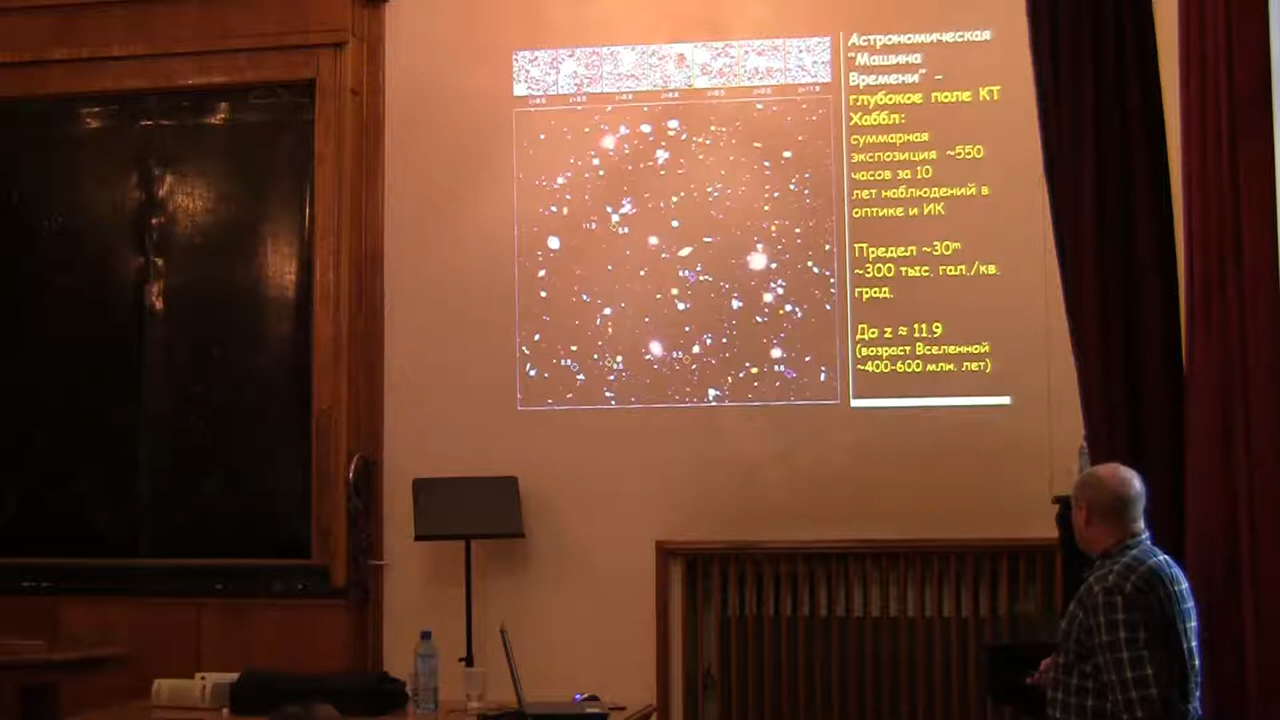 Астрономическая
"Машина
Времени" –
глубокое поле КТ
Хаббл:
суммарная
экспозиция ~550
часов за 10
лет наблюдений в
оптике и ИК
Предел ~30ᵐ
~300 тыс. гал./кв.
град.
До z ≈ 11.9
(возраст Вселенной
~400-600 млн. лет)